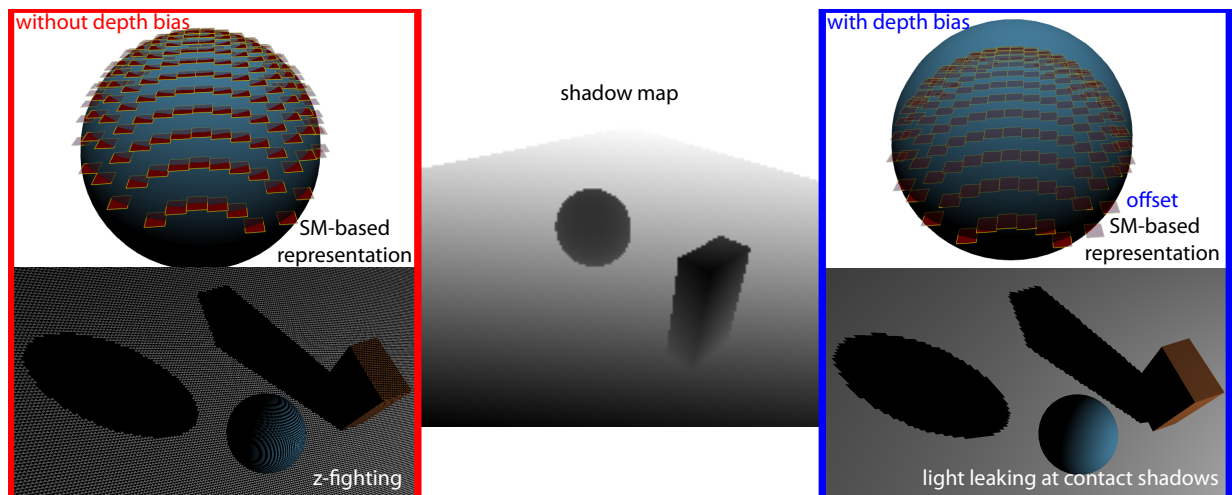 without depth bias
SM-based
representation
z-fighting
shadow map
with depth bias
offset
SM-based
representation
light leaking at contact shadows